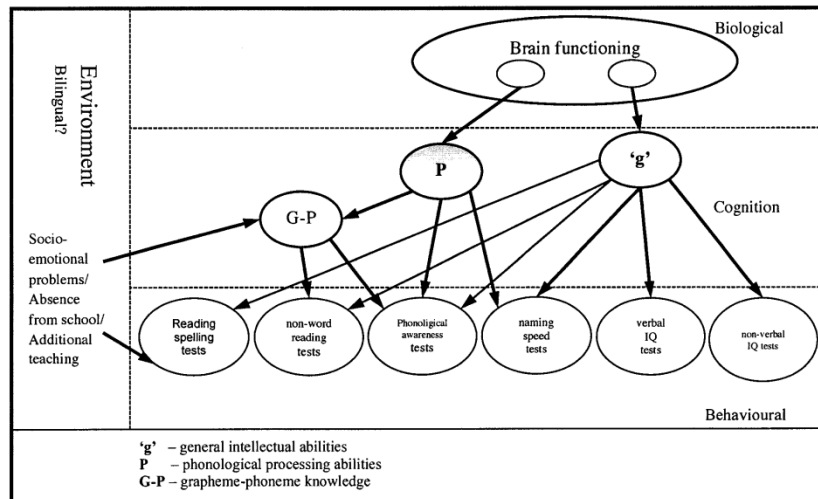 Biological
Brain functioning
Environment
Bilingual?
P
‘g’
G-P
Cognition
Socio-
emotional
problems/
Absence
from school/
Additional
teaching
Reading
spelling
tests
non-word
reading
tests
Phonoligical
awareness
tests
naming
speed
tests
verbal
IQ
tests
non-verbal
IQ tests
Behavioural
‘g’ – general intellectual abilities
P – phonological processing abilities
G-P – grapheme-phoneme knowledge